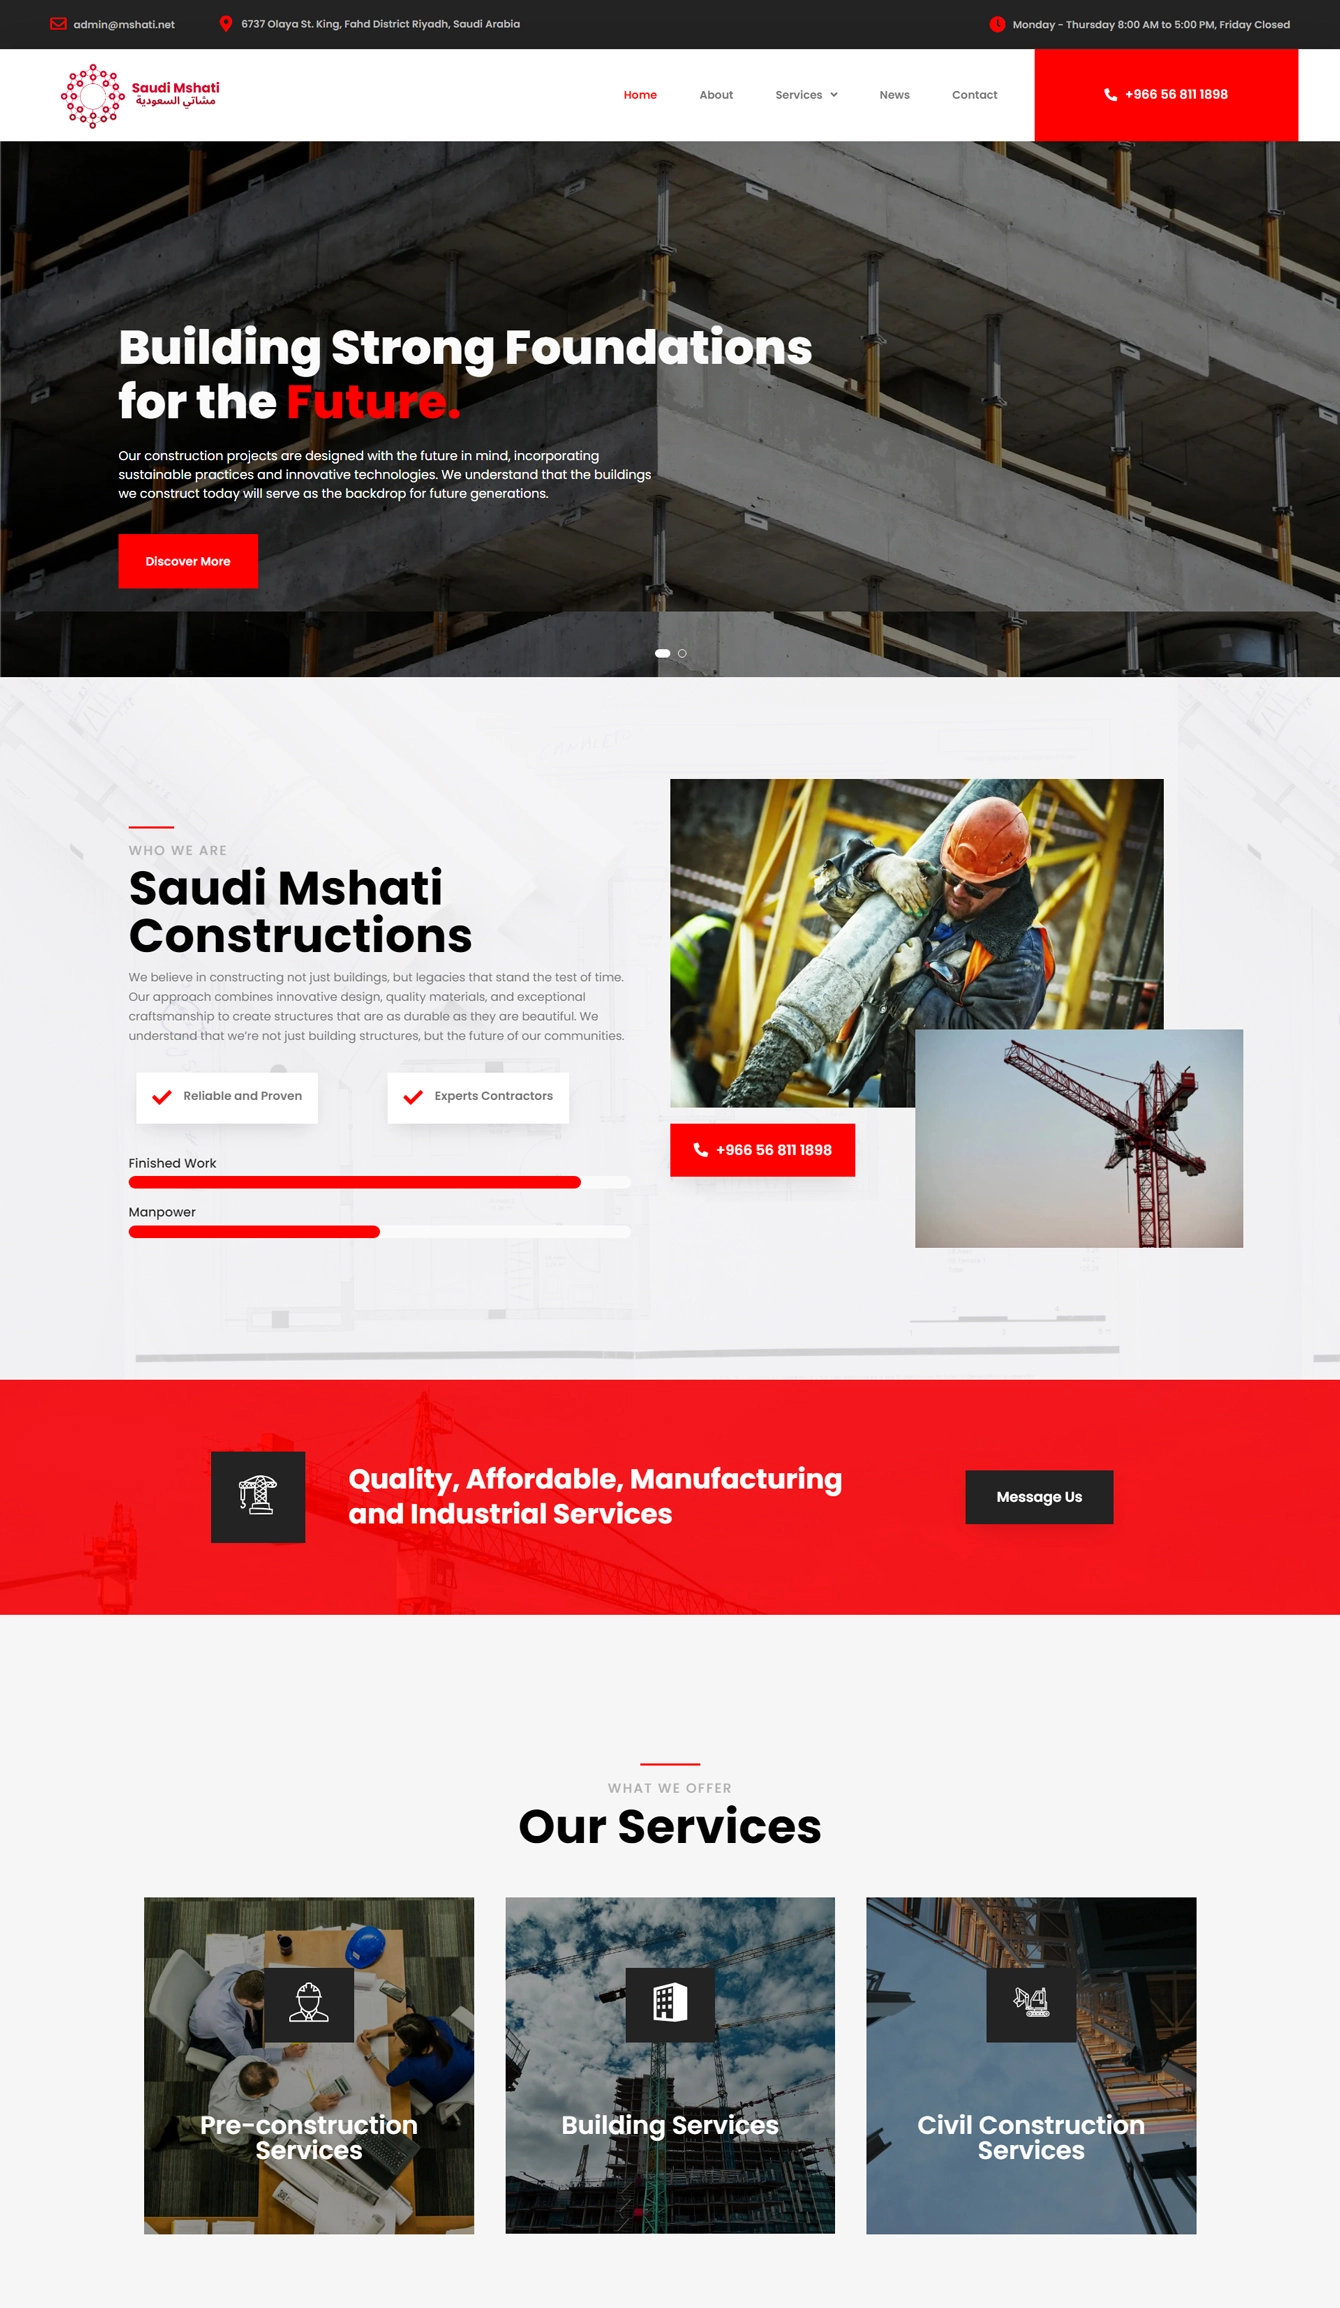 admin@mshati.net
6737 Olaya St. King, Fahd District Riyadh, Saudi Arabia
Monday - Thursday 8:00 AM to 5:00 PM, Friday Closed
Saudi Mshati
مشاتي السعودية
Home
About
Services
News
Contact
+966 56 811 1898
Building Strong Foundations
for the Future.
Our construction projects are designed with the future in mind, incorporating
sustainable practices and innovative technologies. We understand that the buildings
we construct today will serve as the backdrop for future generations.
Discover More
WHO WE ARE
Saudi Mshati
Constructions
We believe in constructing not just buildings, but legacies that stand the test of time.
Our approach combines innovative design, quality materials, and exceptional
craftsmanship to create structures that are as durable as they are beautiful. We
understand that we're not just building structures, but the future of our communities.
Reliable and Proven
Experts Contractors
Finished Work
Manpower
+966 56 811 1898
Quality, Affordable, Manufacturing
and Industrial Services
Message Us
WHAT WE OFFER
Our Services
Pre-construction
Services
Building Services
Civil Construction
Services